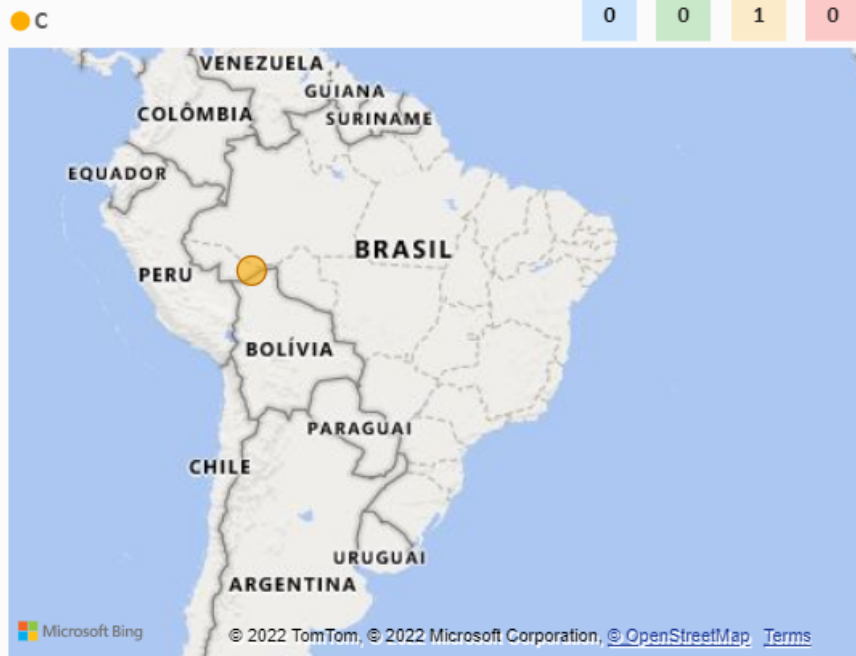 C 0 0 1 0
VENEZUELA
GUIANA
COLÔMBIA
SURINAME
EQUADOR
BRASIL
PERU
BOLÍVIA
PARAGUAI
CHILE
URUGUAI
ARGENTINA
Microsoft Bing
© 2022 TomTom, © 2022 Microsoft Corporation, © OpenStreetMap Terms